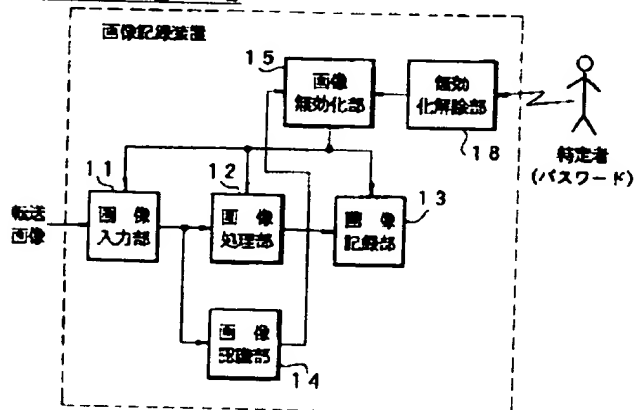 画像記録装置
15
画像
無効化部
無効
化解除部
18
特定者
(パスワード)
11
画像
入力部
12
画像
処理部
画像
記録部
13
転送
画像
画像
認識部
14